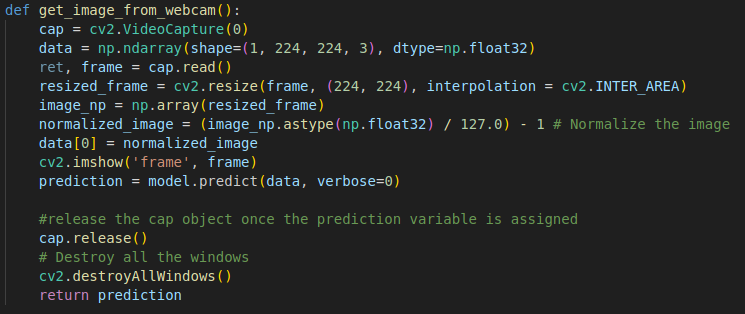 def get_image_from_webcam():
    cap = cv2.VideoCapture(0)
    data = np.ndarray(shape=(1, 224, 224, 3), dtype=np.float32)
    ret, frame = cap.read()
    resized_frame = cv2.resize(frame, (224, 224), interpolation = cv2.INTER_AREA)
    image_np = np.array(resized_frame)
    normalized_image = (image_np.astype(np.float32) / 127.0) - 1 # Normalize the image
    data[0] = normalized_image
    cv2.imshow('frame', frame)
    prediction = model.predict(data, verbose=0)

    #release the cap object once the prediction variable is assigned
    cap.release()
    # Destroy all the windows
    cv2.destroyAllWindows()
    return prediction